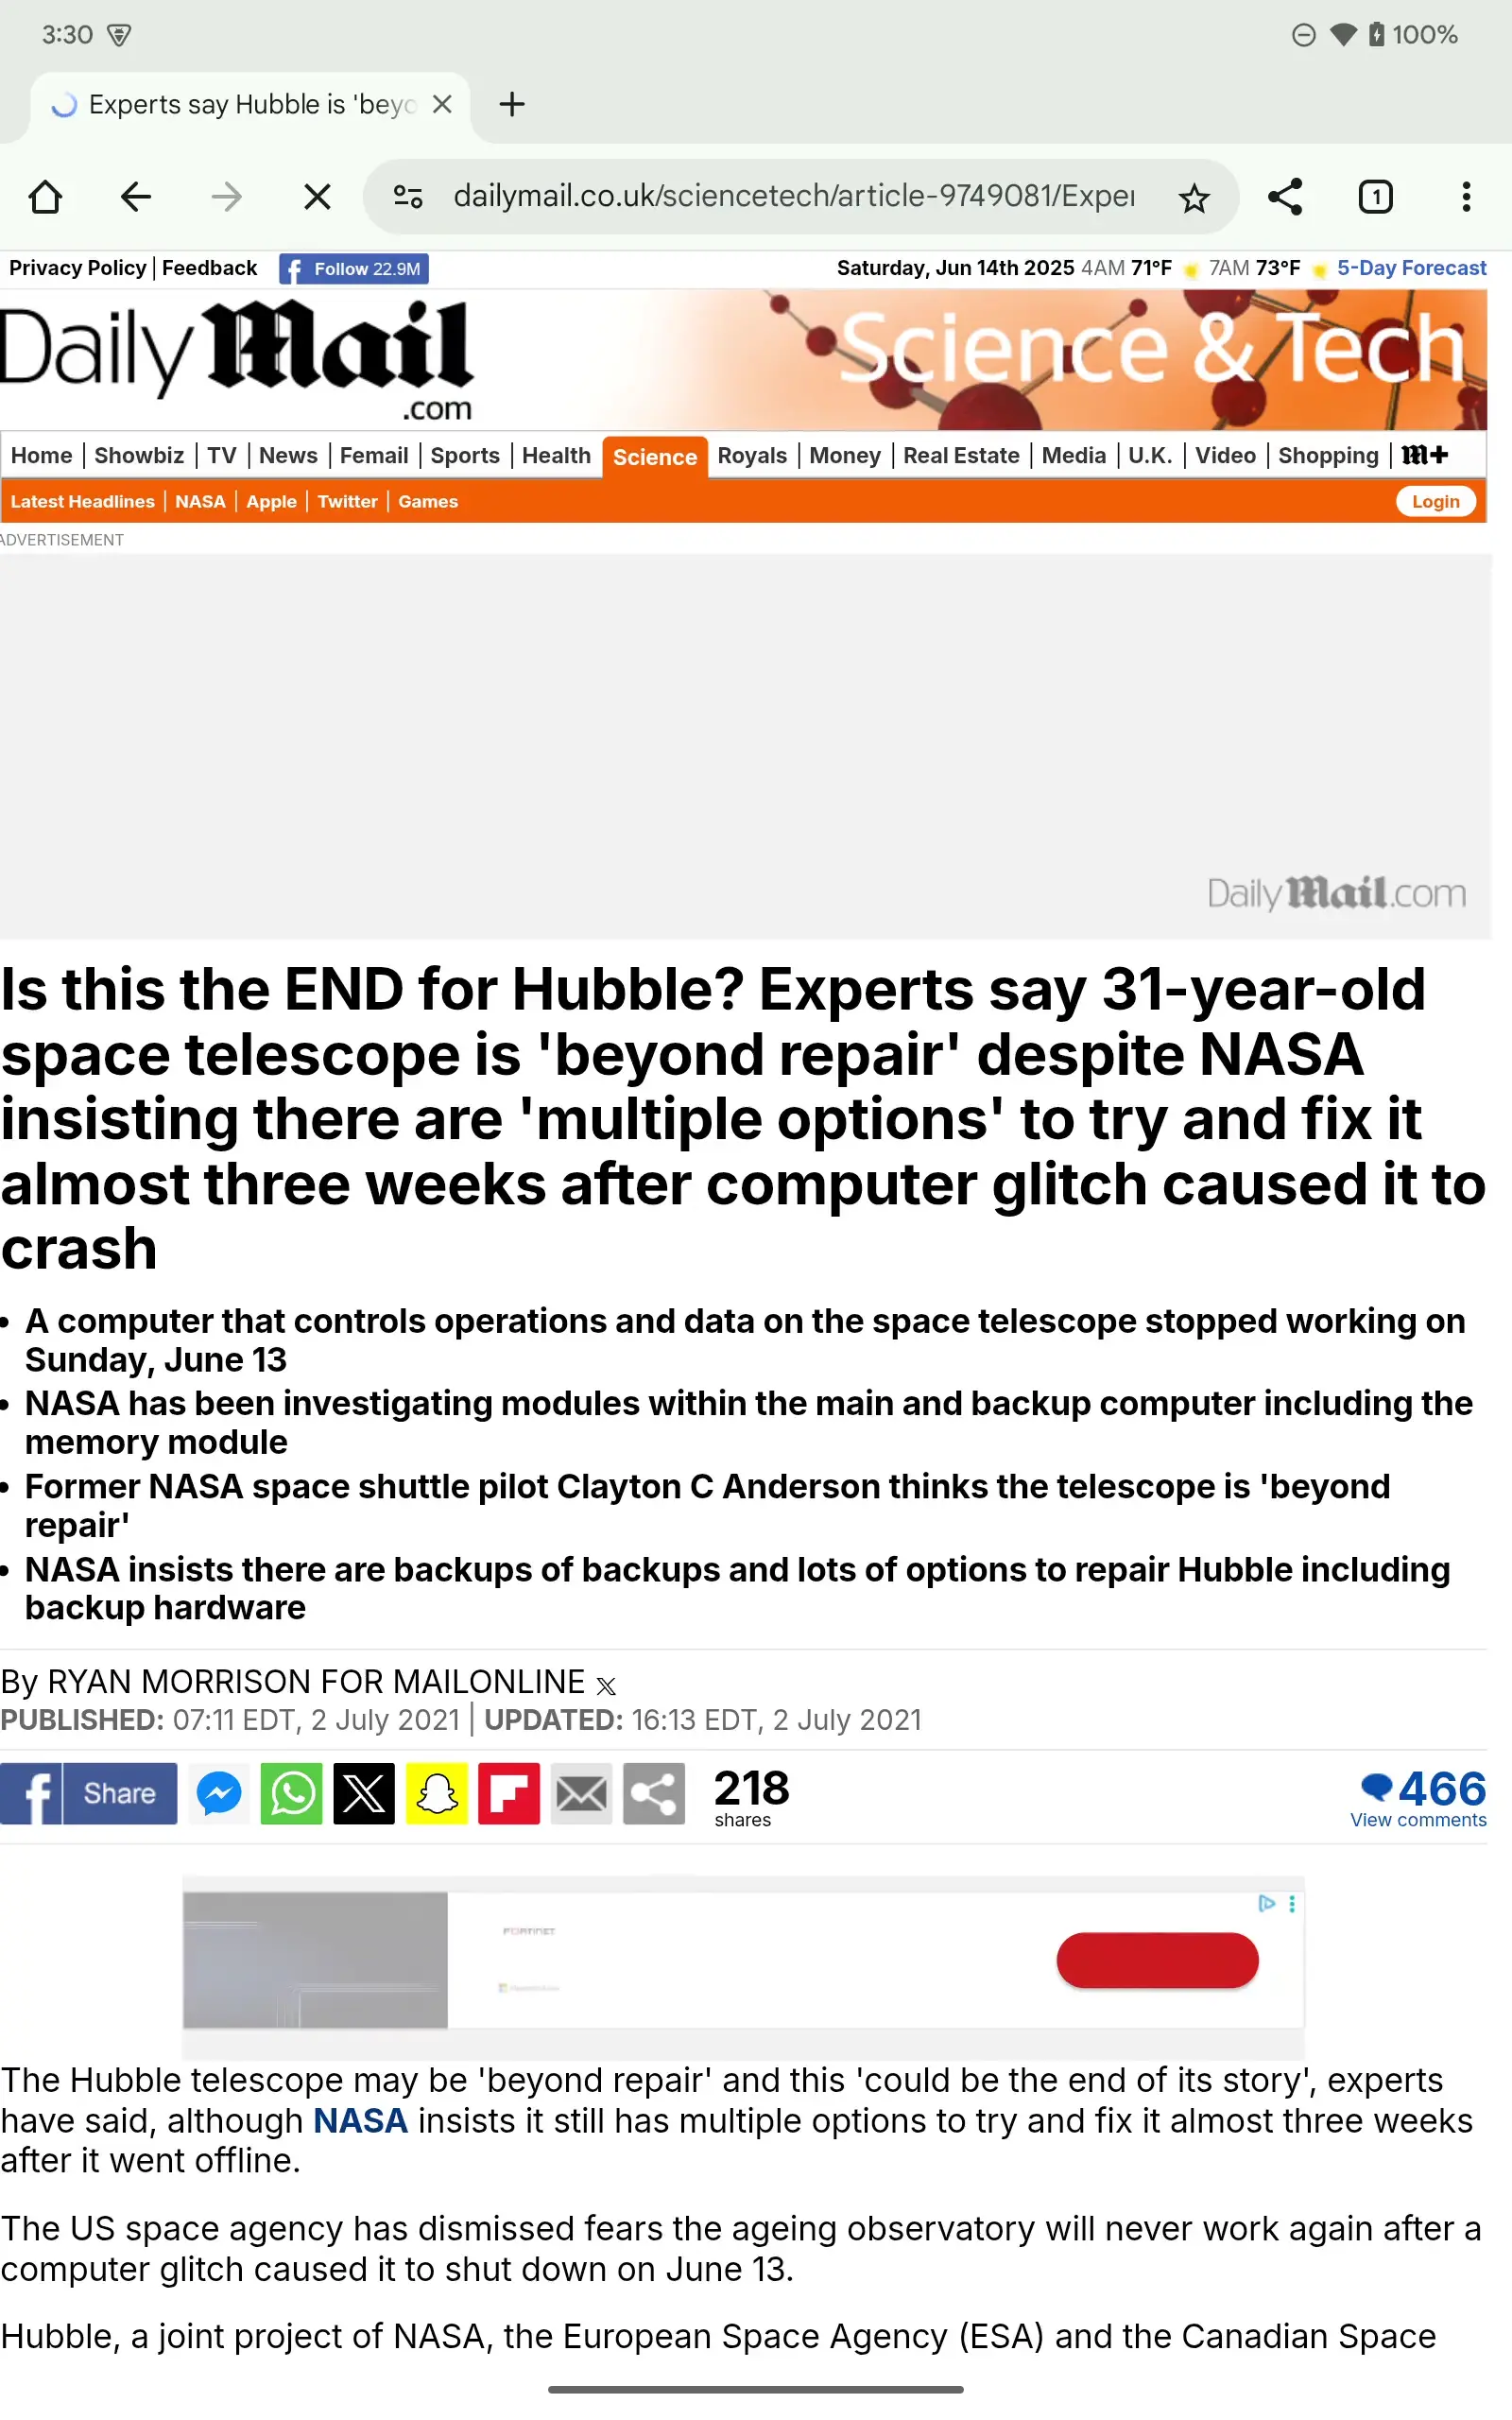 3:30
100%
Experts say Hubble is 'beyo
dailymail.co.uk/sciencetech/article-9749081/Exper
1
Privacy Policy | Feedback
Follow 22.9M
Saturday, Jun 14th 2025 4AM 71°F 7AM 73°F 5-Day Forecast
Daily Mail
.com
Science & Tech
Home | Showbiz | TV | News | Femail | Sports | Health | Science | Royals | Money | Real Estate | Media | U.K. | Video | Shopping | m+
Latest Headlines | NASA | Apple | Twitter | Games
Login
ADVERTISEMENT
Daily Mail.com
Is this the END for Hubble? Experts say 31-year-old
space telescope is 'beyond repair' despite NASA
insisting there are 'multiple options' to try and fix it
almost three weeks after computer glitch caused it to
crash
• A computer that controls operations and data on the space telescope stopped working on
Sunday, June 13
• NASA has been investigating modules within the main and backup computer including the
memory module
• Former NASA space shuttle pilot Clayton C Anderson thinks the telescope is 'beyond
repair'
• NASA insists there are backups of backups and lots of options to repair Hubble including
backup hardware
By RYAN MORRISON FOR MAILONLINE
PUBLISHED: 07:11 EDT, 2 July 2021 | UPDATED: 16:13 EDT, 2 July 2021
Share
218
shares
466
View comments
FORTINET
The Hubble telescope may be 'beyond repair' and this 'could be the end of its story', experts
have said, although NASA insists it still has multiple options to try and fix it almost three weeks
after it went offline.
The US space agency has dismissed fears the ageing observatory will never work again after a
computer glitch caused it to shut down on June 13.
Hubble, a joint project of NASA, the European Space Agency (ESA) and the Canadian Space